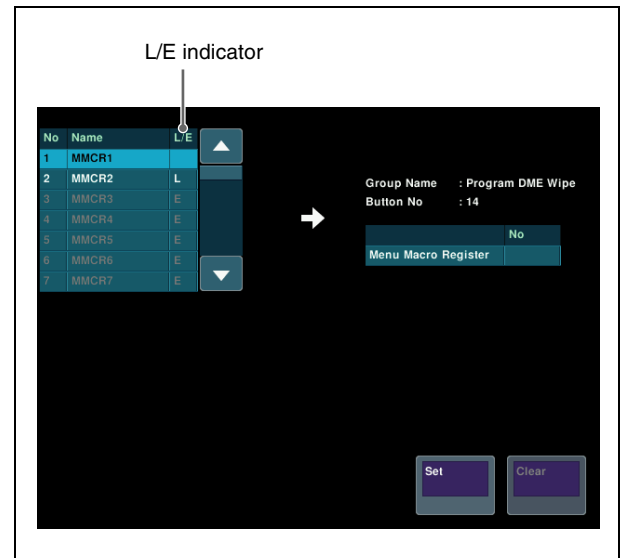 L/E indicator
No Name L/E
1 MMCR1
2 MMCR2 L
3 MMCR3 E
4 MMCR4 E
5 MMCR5 E
6 MMCR6 E
7 MMCR7 E
Group Name : Program DME Wipe
Button No : 14
No
Menu Macro Register
Set Clear